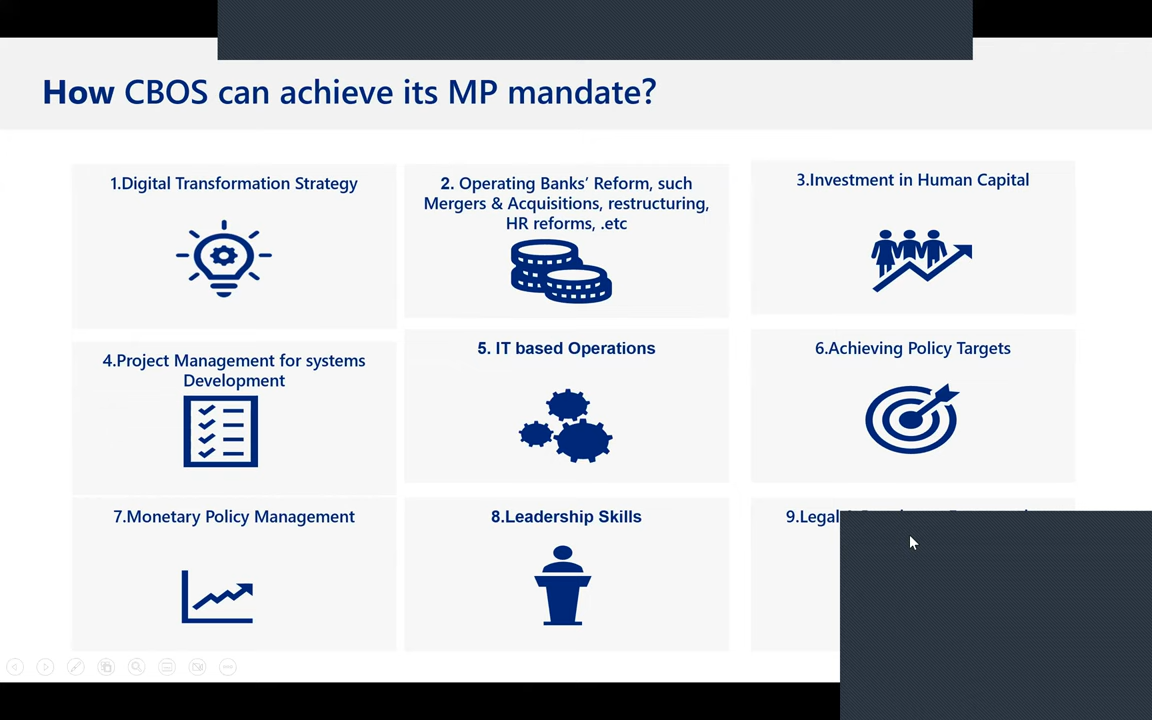 How CBOS can achieve its MP mandate?
1.Digital Transformation Strategy
2. Operating Banks’ Reform, such
Mergers & Acquisitions, restructuring,
HR reforms, .etc
3.Investment in Human Capital
4.Project Management for systems
Development
5. IT based Operations
6.Achieving Policy Targets
7.Monetary Policy Management
8.Leadership Skills
9.Legal